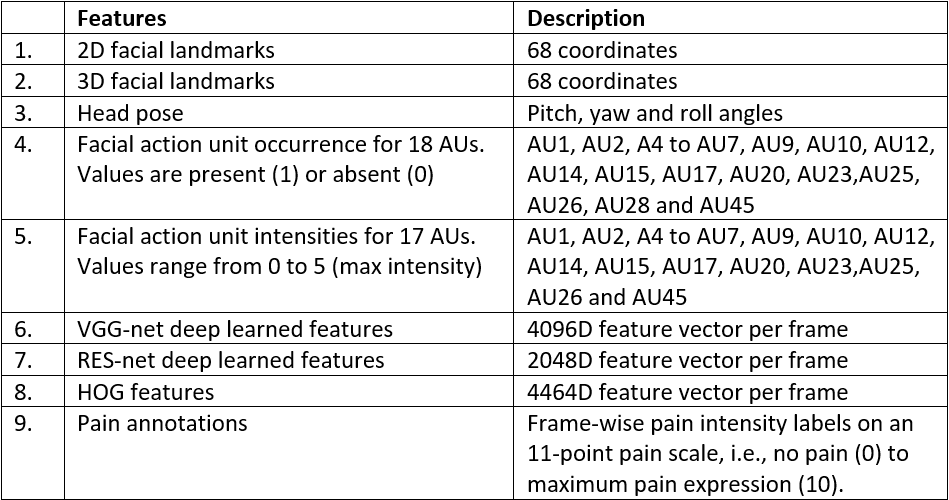 Features Description
1. 2D facial landmarks 68 coordinates
2. 3D facial landmarks 68 coordinates
3. Head pose Pitch, yaw and roll angles
4. Facial action unit occurrence for 18 AUs. AU1, AU2, A4 to AU7, AU9, AU10, AU12,
Values are present (1) or absent (0) AU14, AU15, AU17, AU20, AU23,AU25,
AU26, AU28 and AU45
5. Facial action unit intensities for 17 AUs. AU1, AU2, A4 to AU7, AU9, AU10, AU12,
Values range from 0 to 5 (max intensity) AU14, AU15, AU17, AU20, AU23,AU25,
AU26 and AU45
6. VGG-net deep learned features 4096D feature vector per frame
7. RES-net deep learned features 2048D feature vector per frame
8. HOG features 4464D feature vector per frame
9. Pain annotations Frame-wise pain intensity labels on an
11-point pain scale, i.e., no pain (0) to
maximum pain expression (10).